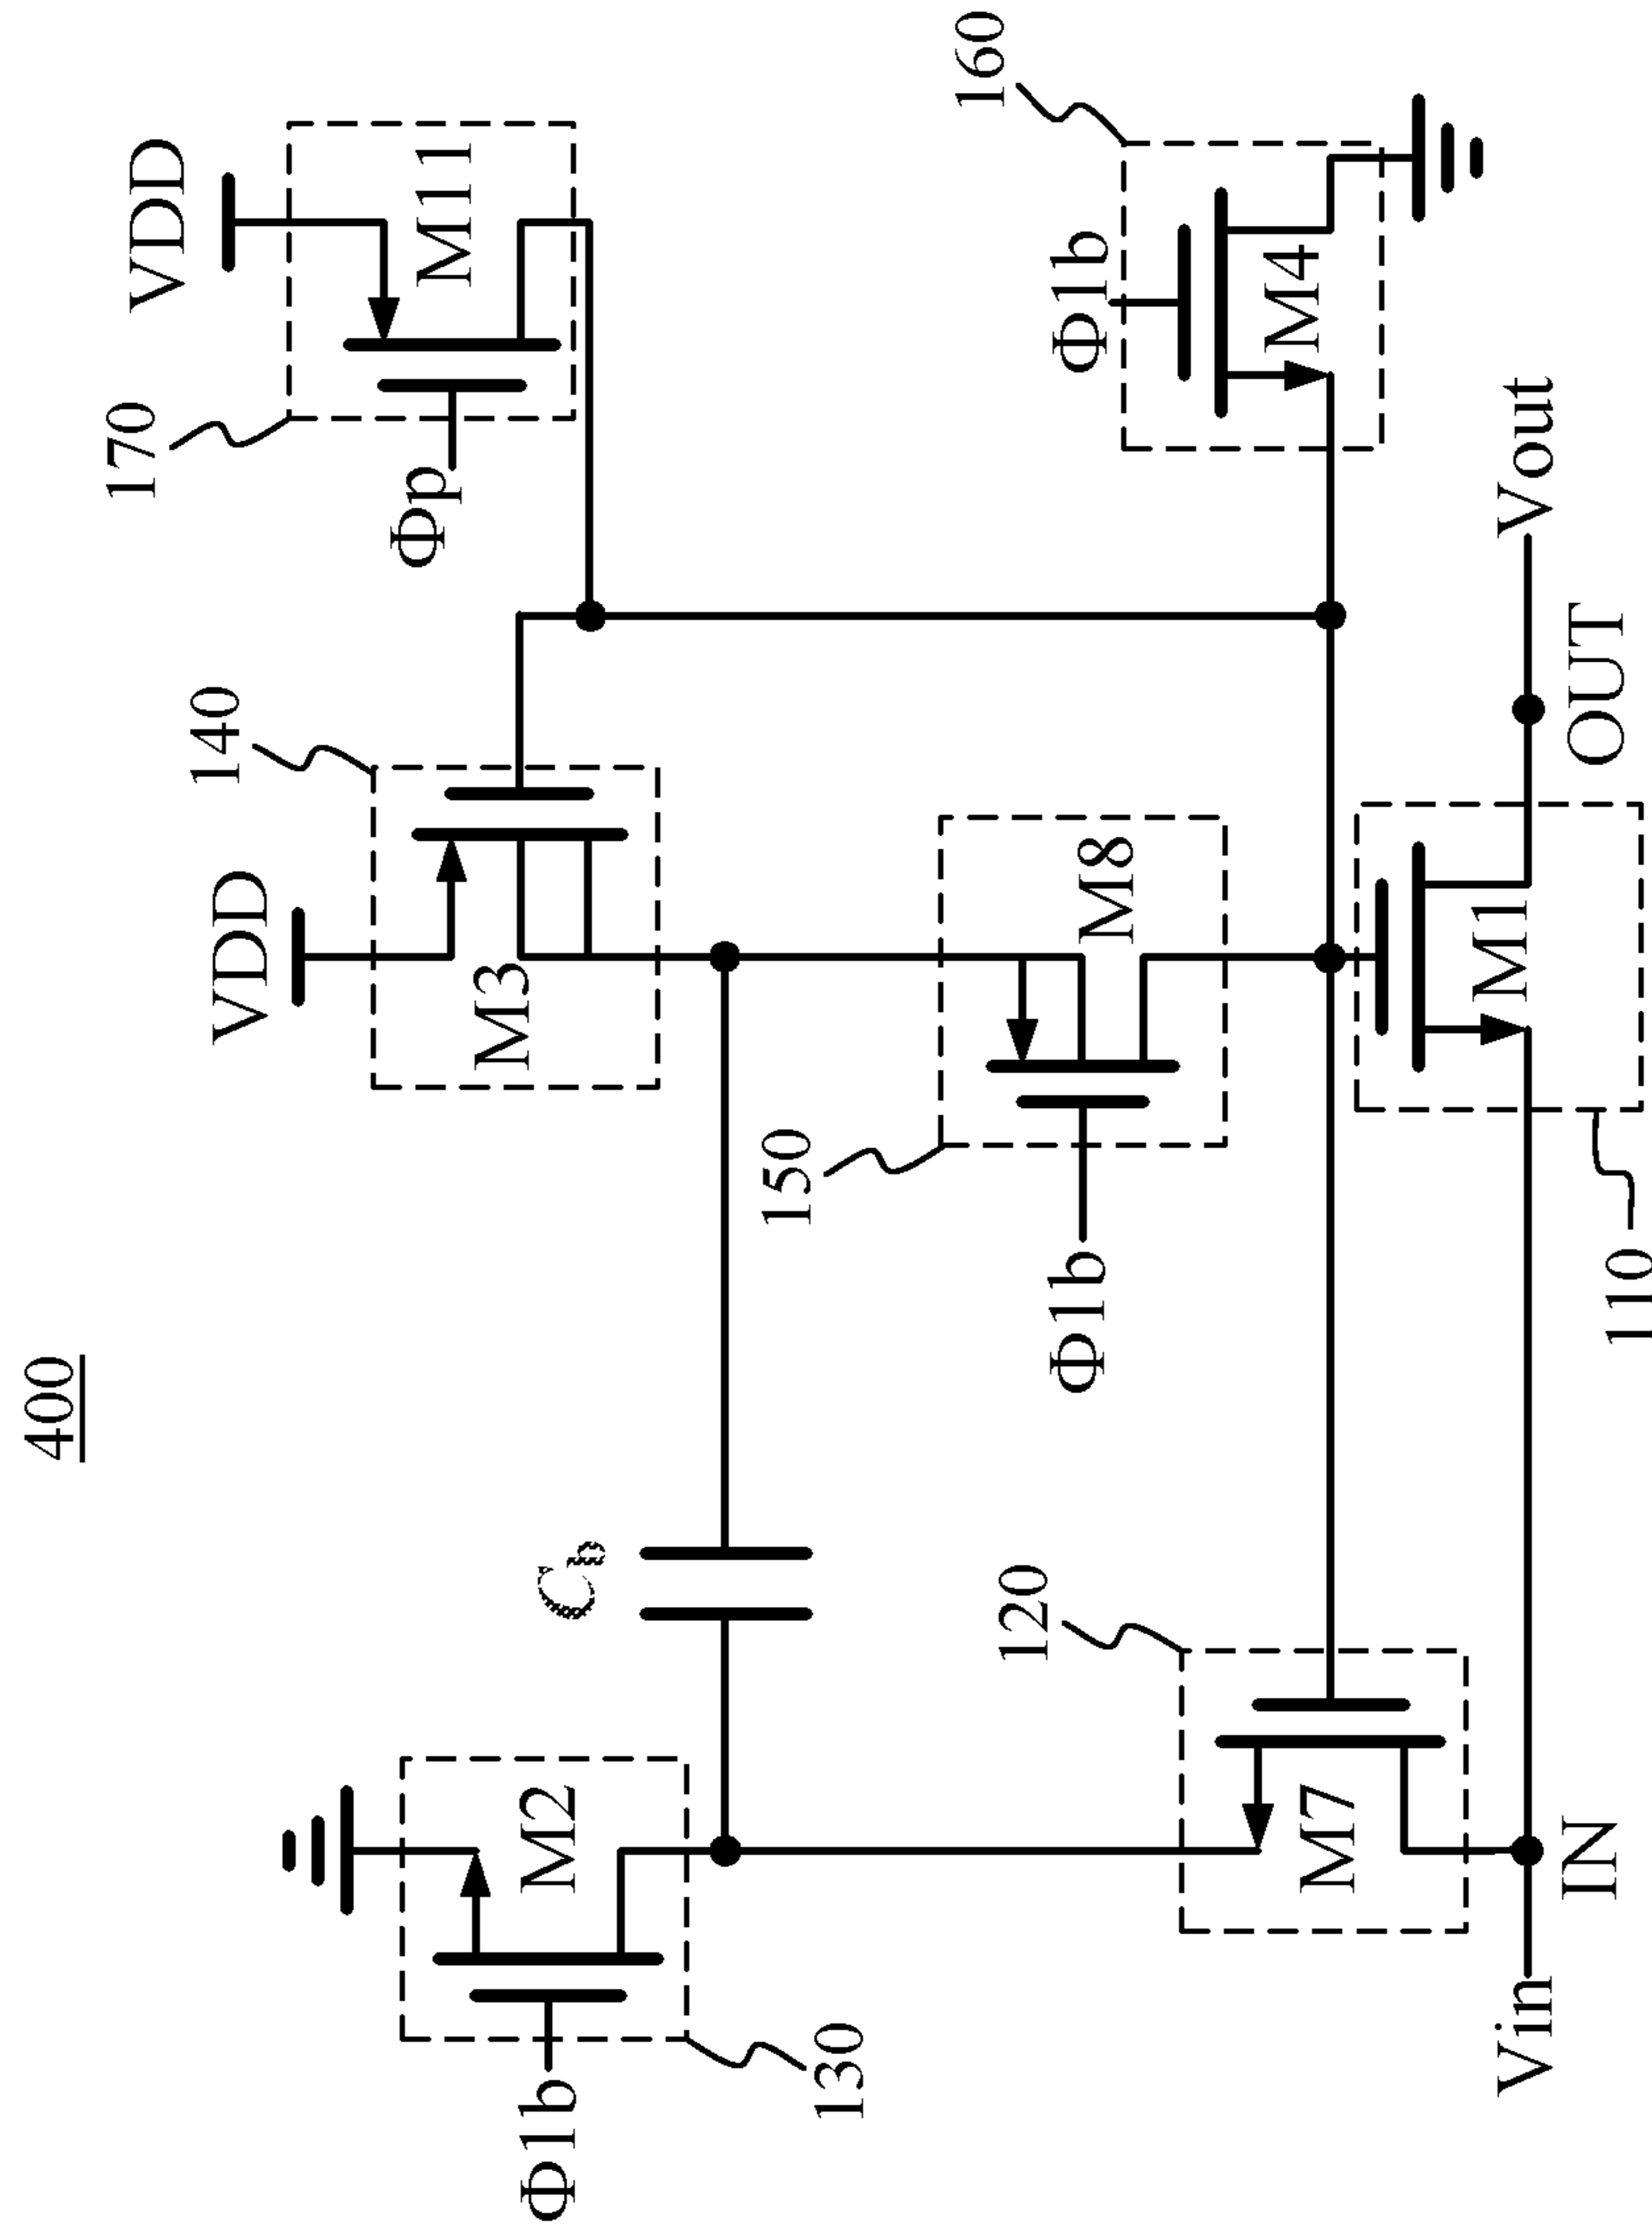 400
VDD
170
M11
Φp
VDD
140
M3
160
Φ1b
M4
Φ1b
M2
130
Cb
150
M8
Φ1b
120
M7
M1
110
Vin
IN
OUT
Vout